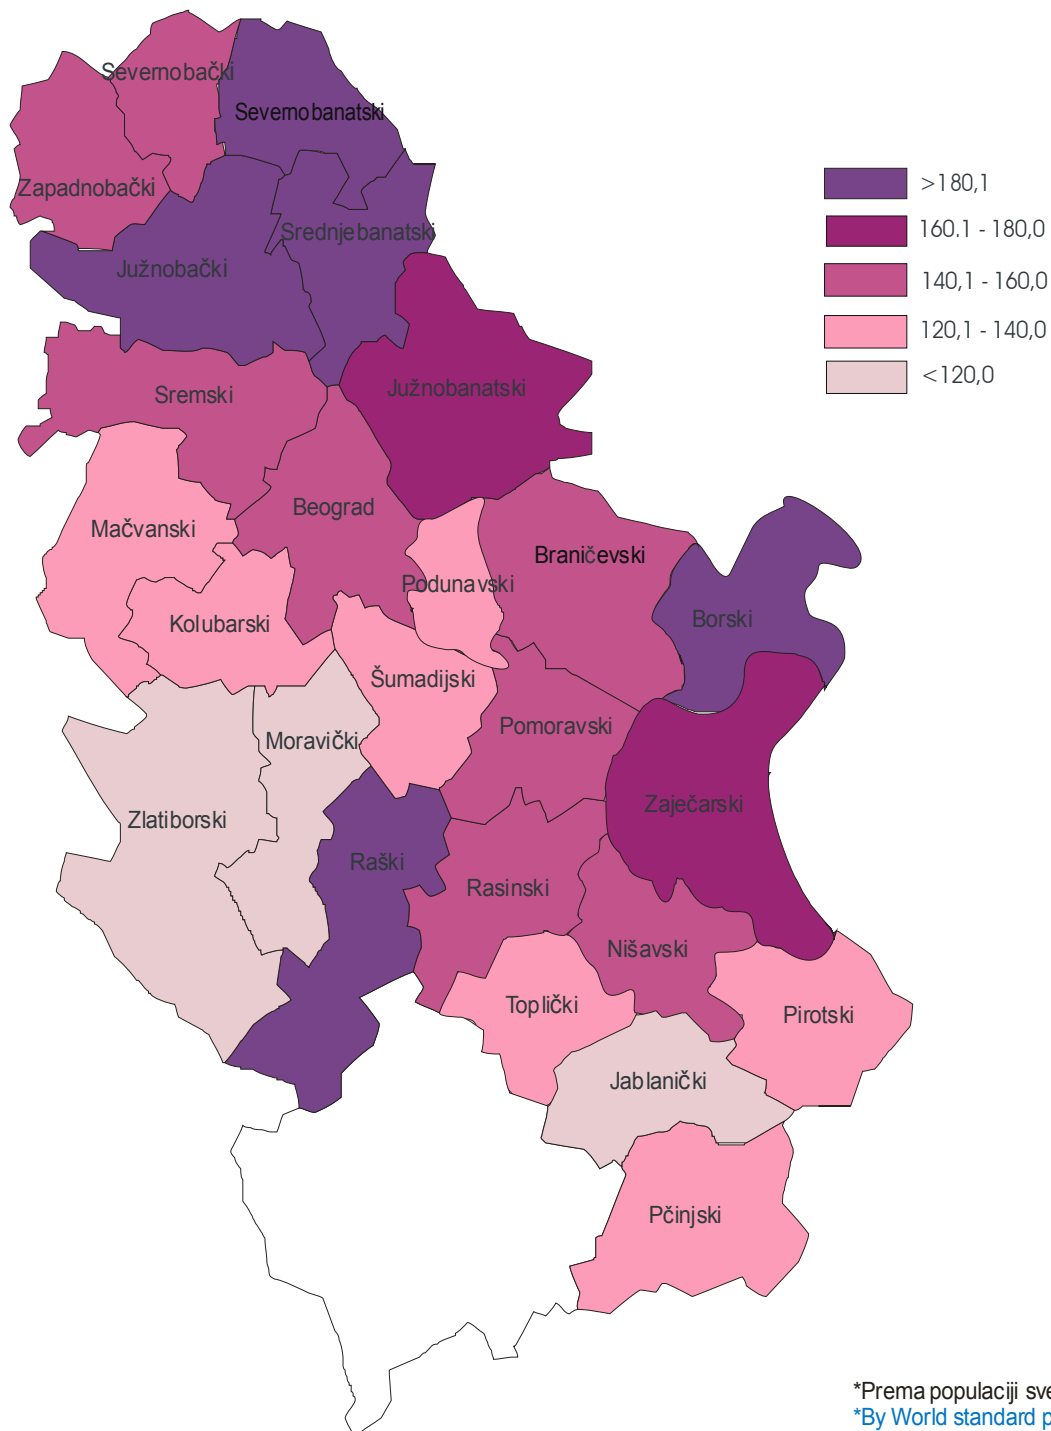 Severnobački
Severnobanatski
Zapadnobački
Srednjebanatski
Južnobački
Južnobanatski
Sremski
Beograd
Mačvanski
Braničevski
Podunavski
Kolubarski
Borski
Šumadijski
Pomoravski
Moravički
Zaječarski
Zlatiborski
Raški
Rasinski
Nišavski
Toplički
Pirotski
Jablanički
Pčinjski
>180,1
160.1 - 180,0
140,1 - 160,0
120,1 - 140,0
<120,0
*Prema populaciji sve
*By World standard p